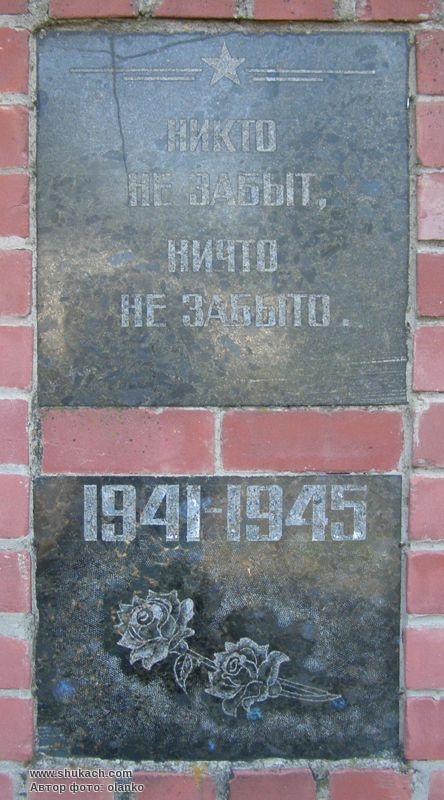 НИКТО
НЕ ЗАБЫТ,
НИЧТО
НЕ ЗАБЫТО.
1941-1945
www.shukach.com
Автор фото: olanko